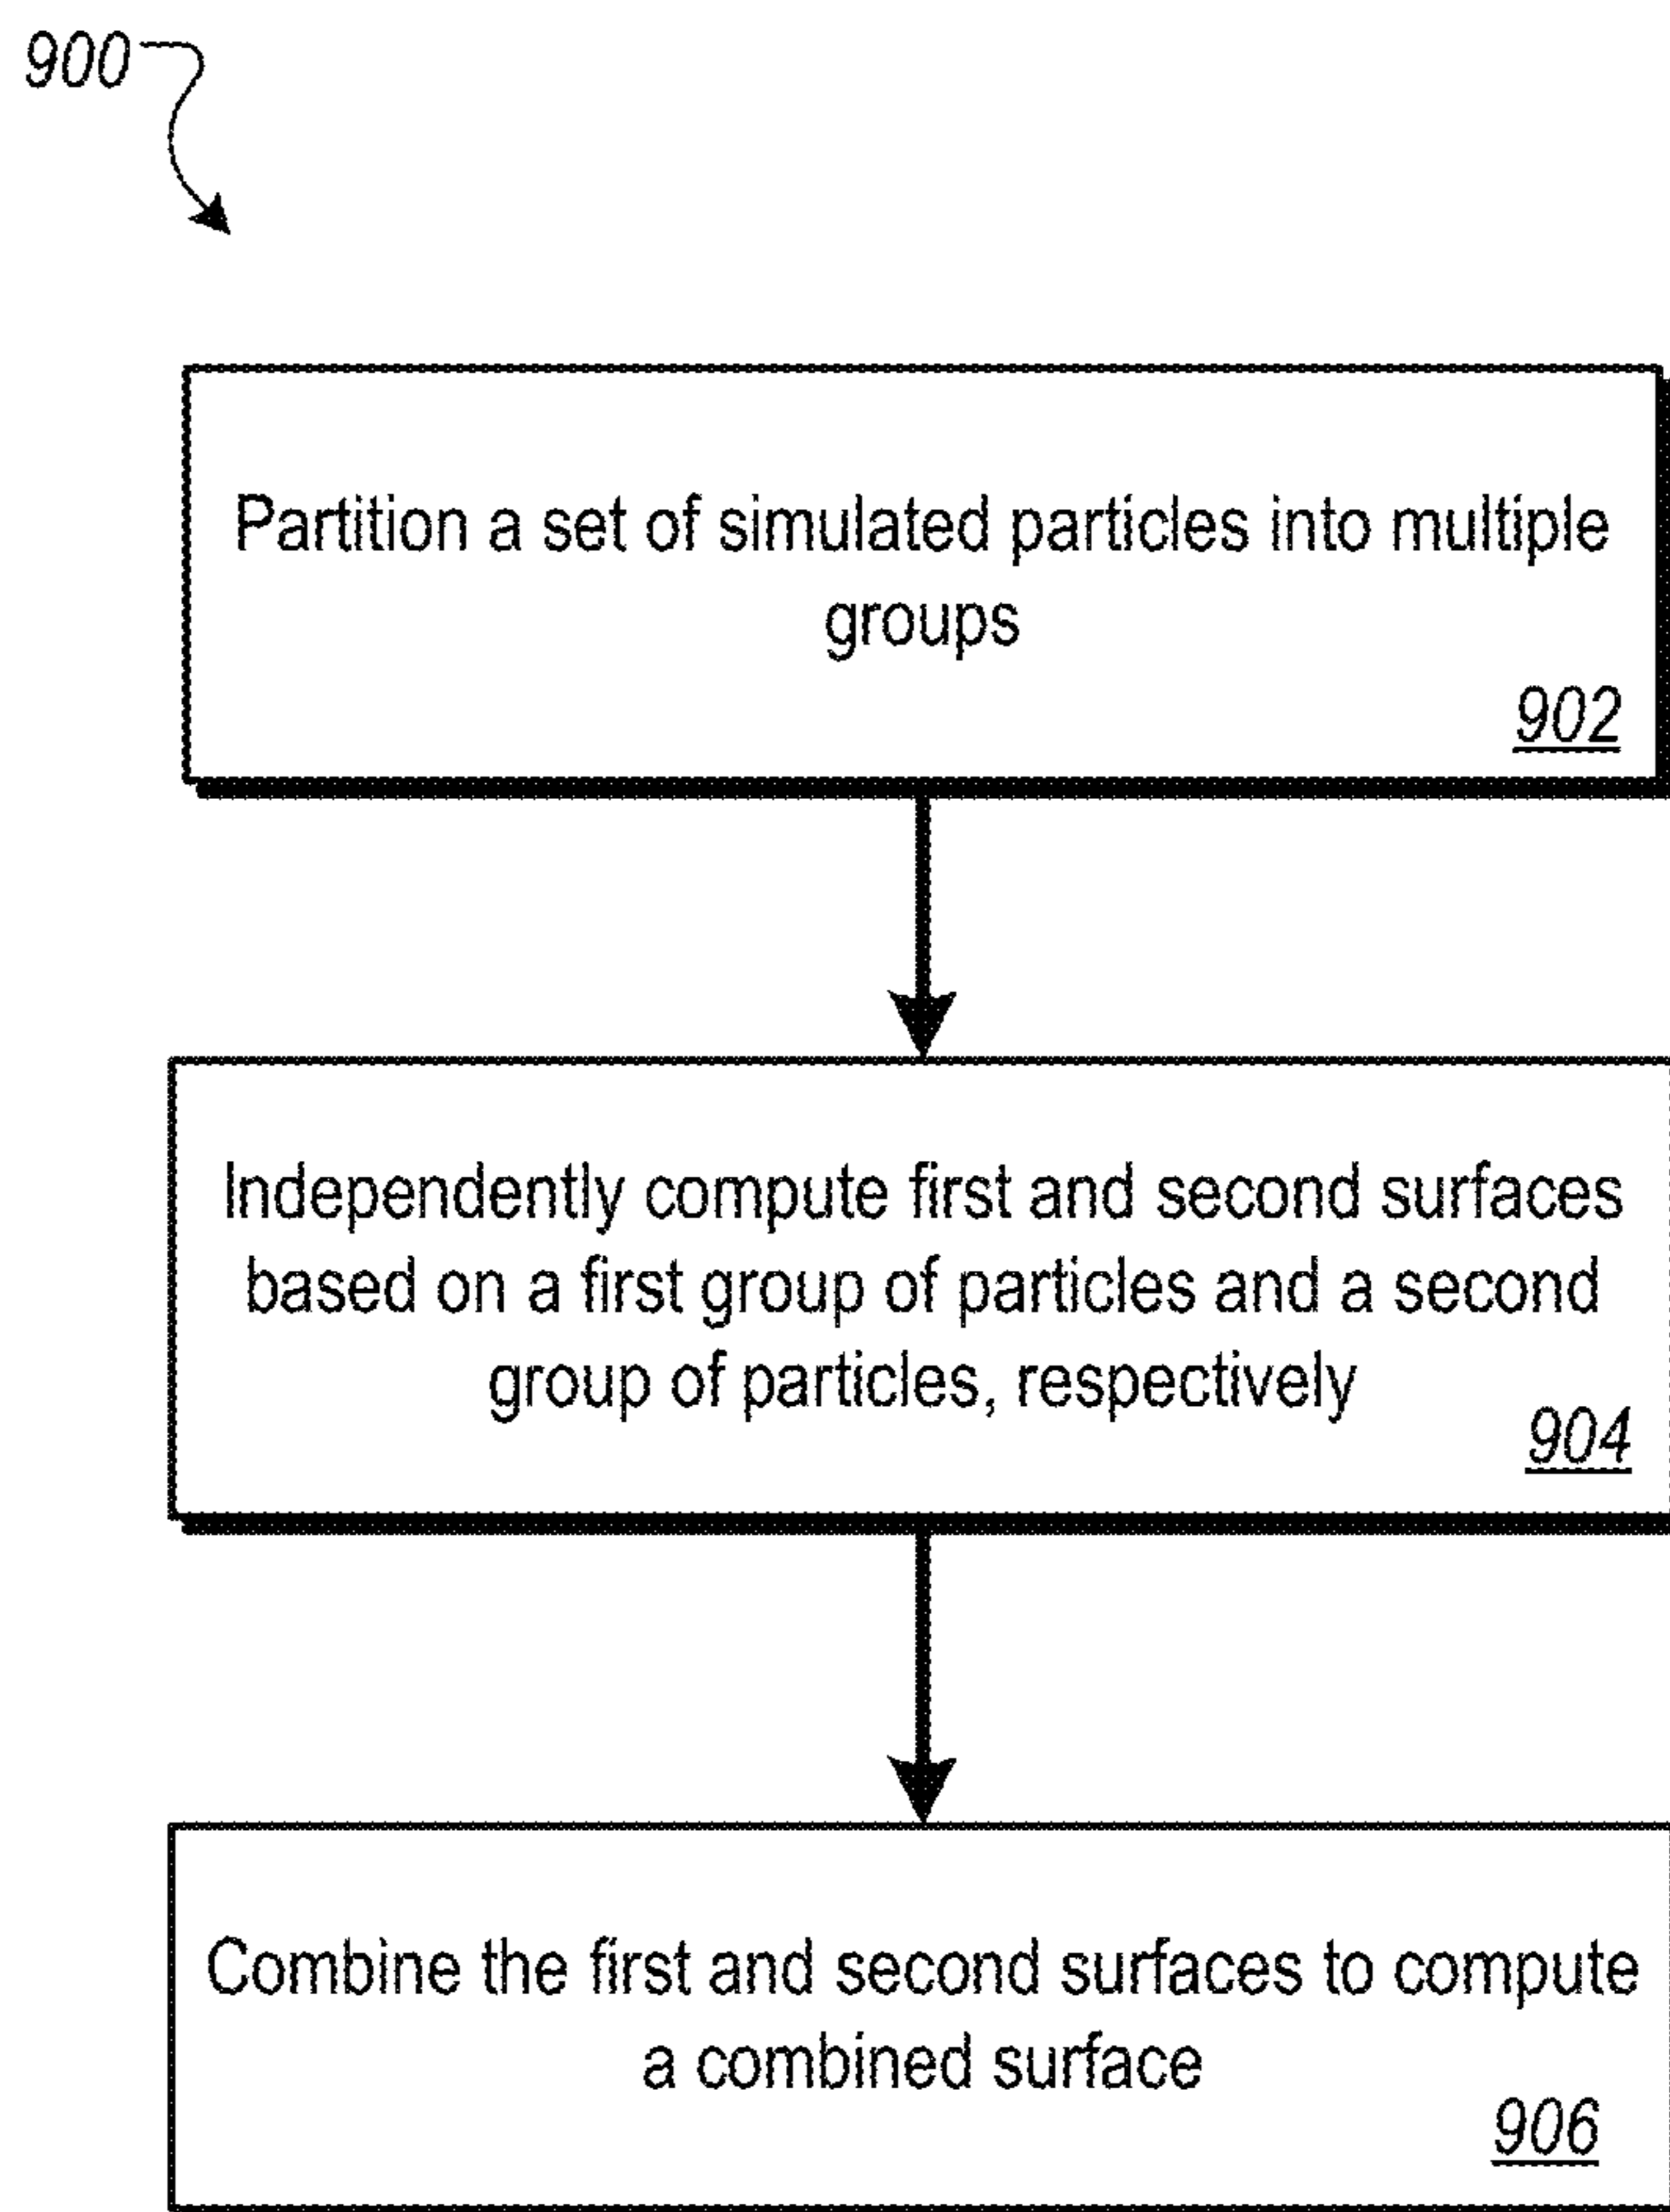 900
Partition a set of simulated particles into multiple
groups
902
Independently compute first and second surfaces
based on a first group of particles and a second
group of particles, respectively
904
Combine the first and second surfaces to compute
a combined surface
906